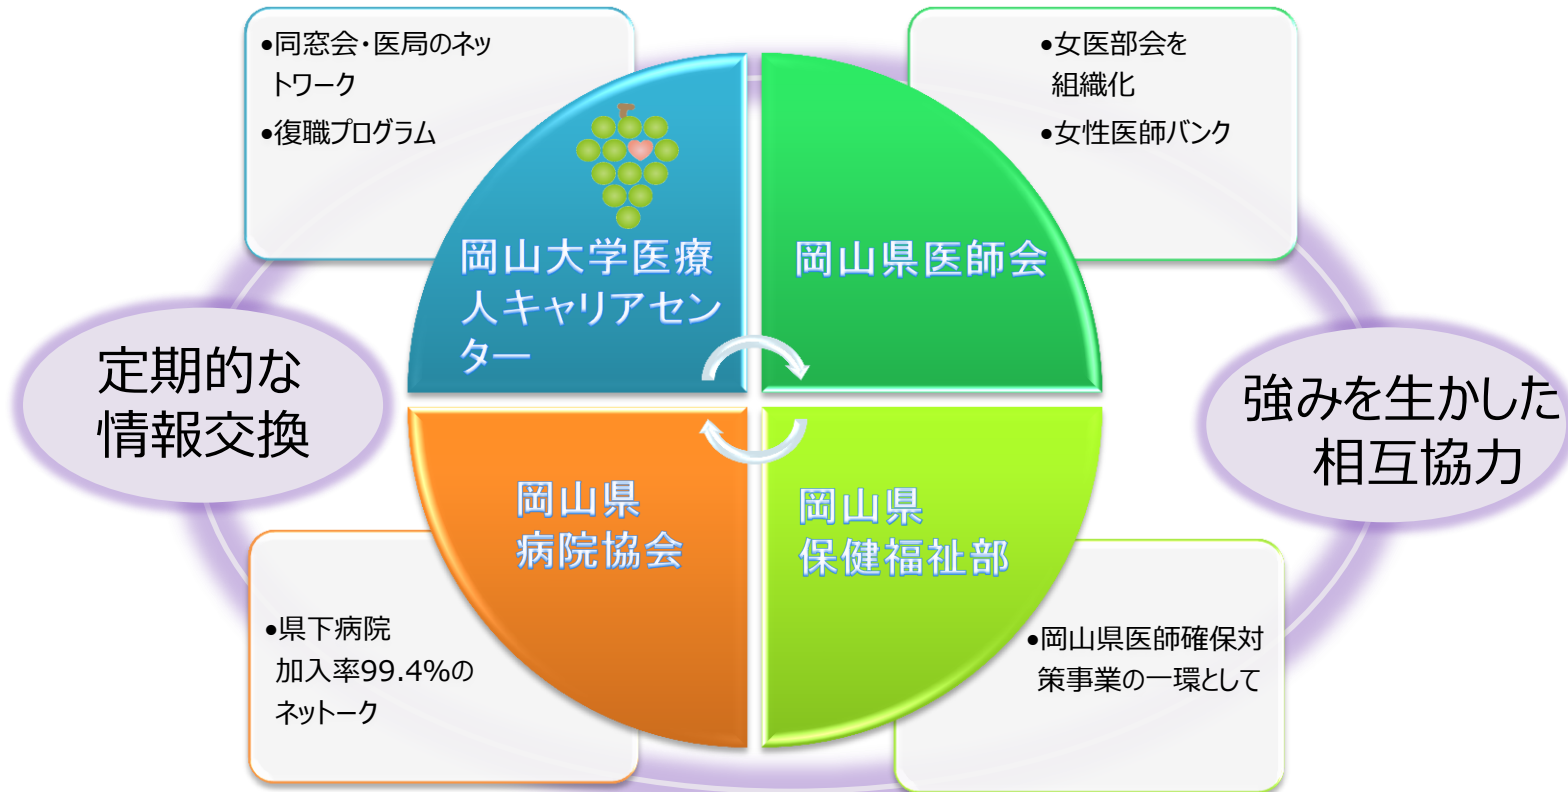 ●同窓会・医局のネッ
トワーク
●復職プログラム
●女医部会を
組織化
●女性医師バンク
岡山大学医療
人キャリアセン
ター
岡山県医師会
定期的な
情報交換
強みを生かした
相互協力
岡山県
病院協会
岡山県
保健福祉部
●県下病院
加入率99.4%の
ネットーク
●岡山県医師確保対
策事業の一環として